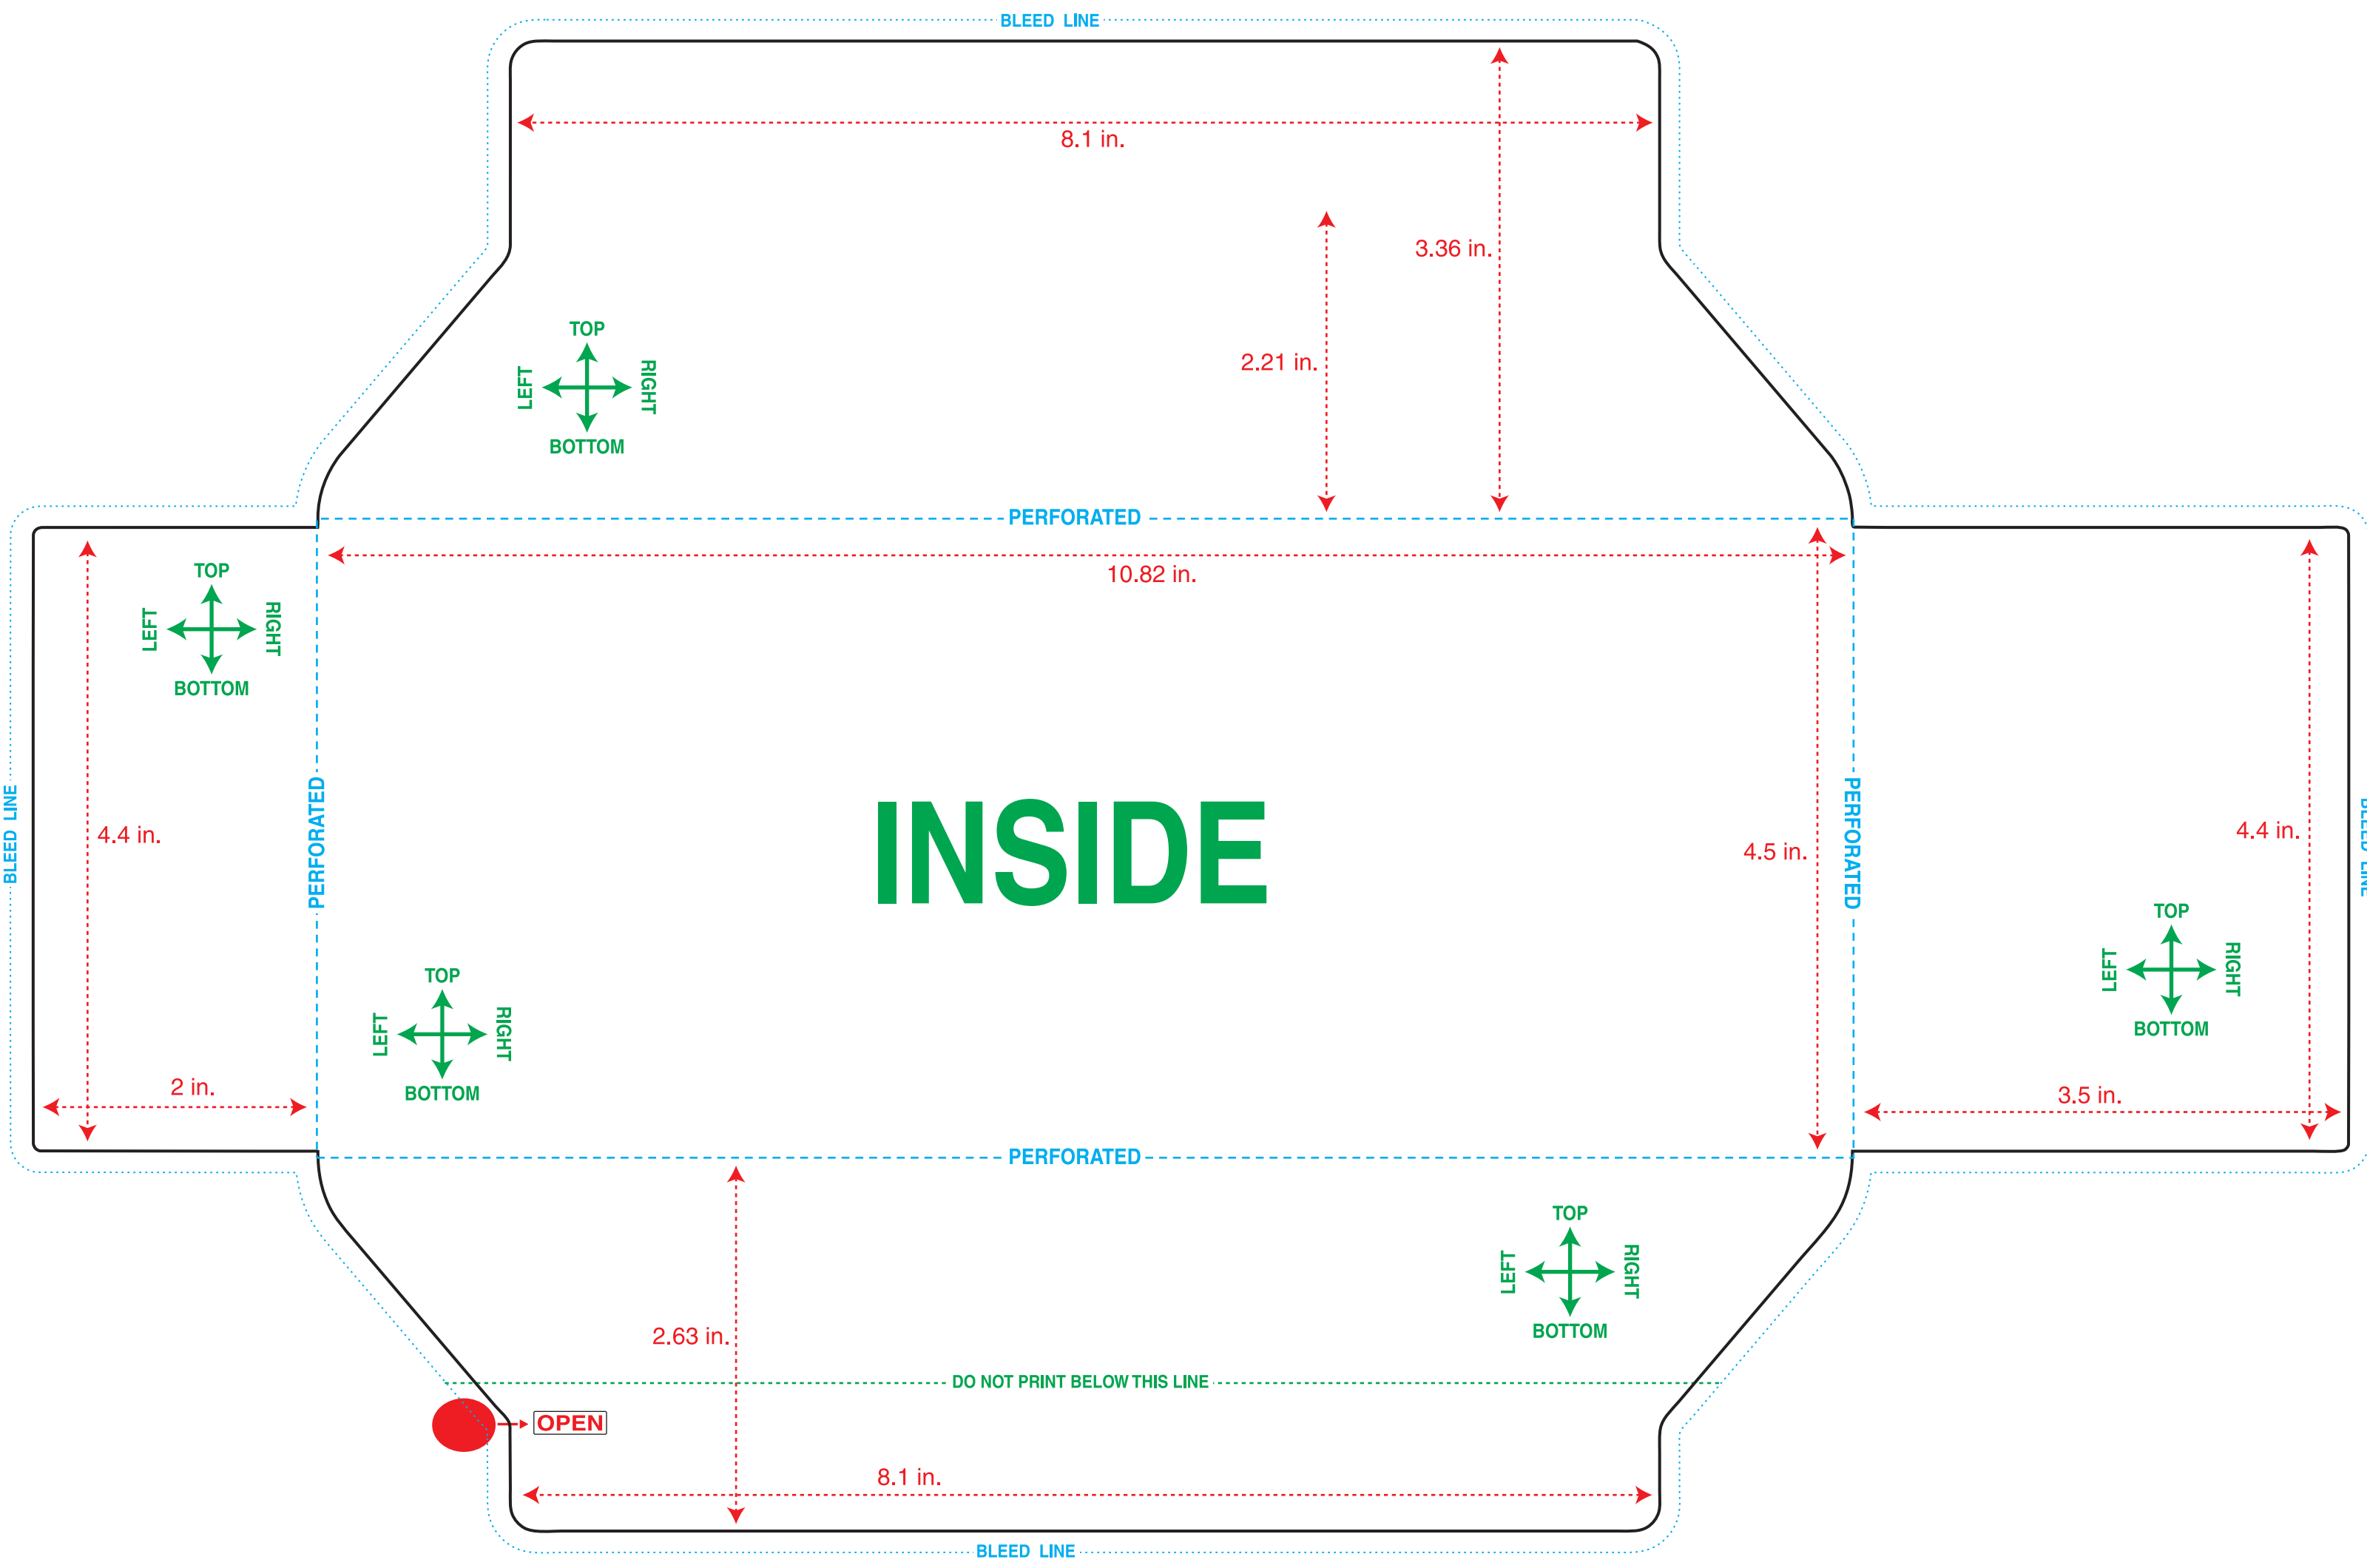 BLEED LINE
8.1 in.
3.36 in.
2.21 in.
TOP
LEFT
RIGHT
BOTTOM
PERFORATED
10.82 in.
TOP
LEFT
RIGHT
BOTTOM
BLEED LINE
4.4 in.
PERFORATED
INSIDE
4.5 in.
PERFORATED
4.4 in.
BLEED LINE
TOP
LEFT
RIGHT
BOTTOM
TOP
LEFT
RIGHT
BOTTOM
2 in.
3.5 in.
PERFORATED
TOP
LEFT
RIGHT
BOTTOM
2.63 in.
DO NOT PRINT BELOW THIS LINE
OPEN
8.1 in.
BLEED LINE